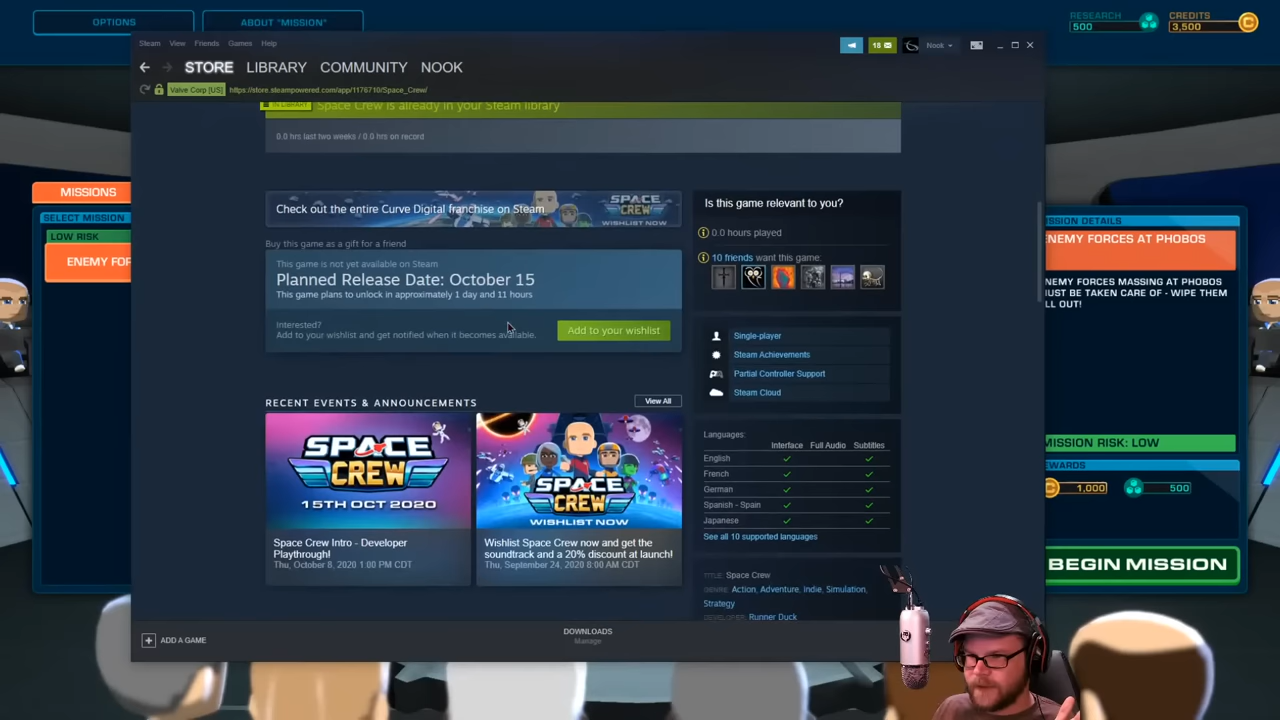 OPTIONS
ABOUT "MISSION"
RESEARCH
500
CREDITS
3,500
Steam View Friends Games Help
18
Nook
STORE LIBRARY COMMUNITY NOOK
Valve Corp [US] https://store.steampowered.com/app/1176710/Space_Crew/
IN LIBRARY Space Crew is already in your Steam library
0.0 hrs last two weeks / 0.0 hrs on record
MISSIONS
SELECT MISSION
LOW RISK
ENEMY FOR
Check out the entire Curve Digital franchise on Steam
SPACE
CREW
WISHLIST NOW
Buy this game as a gift for a friend
This game is not yet available on Steam
Planned Release Date: October 15
This game plans to unlock in approximately 1 day and 11 hours
Interested?
Add to your wishlist and get notified when it becomes available.
Add to your wishlist
RECENT EVENTS & ANNOUNCEMENTS
View All
SPACE
CREW
15TH OCT 2020
Space Crew Intro - Developer
Playthrough!
Thu, October 8, 2020 1:00 PM CDT
SPACE
CREW
WISHLIST NOW
Wishlist Space Crew now and get the
soundtrack and a 20% discount at launch!
Thu, September 24, 2020 8:00 AM CDT
Is this game relevant to you?
0.0 hours played
10 friends want this game:
Single-player
Steam Achievements
Partial Controller Support
Steam Cloud
Languages:
Interface Full Audio Subtitles
English
French
German
Spanish - Spain
Japanese
See all 10 supported languages
TITLE: Space Crew
GENRE: Action, Adventure, Indie, Simulation,
Strategy
DEVELOPER: Runner Duck
ISSION DETAILS
ENEMY FORCES AT PHOBOS
ENEMY FORCES MASSING AT PHOBOS
UST BE TAKEN CARE OF - WIPE THEM
LL OUT!
MISSION RISK: LOW
EWARDS
1,000
500
BEGIN MISSION
ADD A GAME
DOWNLOADS
Manage